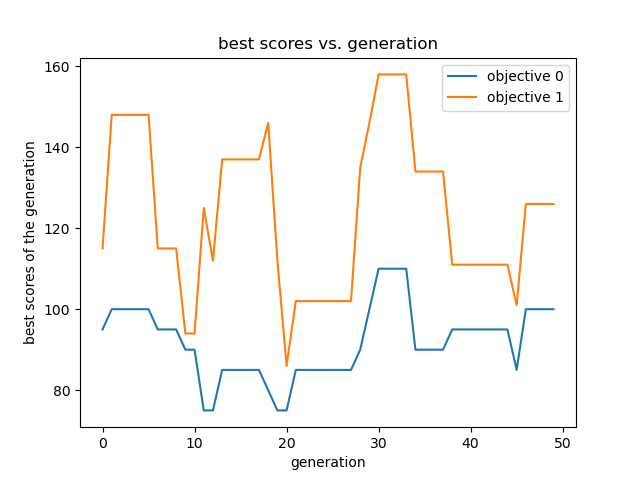 best scores vs. generation
objective 0
objective 1
best scores of the generation
160
140
120
100
80
0
10
20
30
40
50
generation